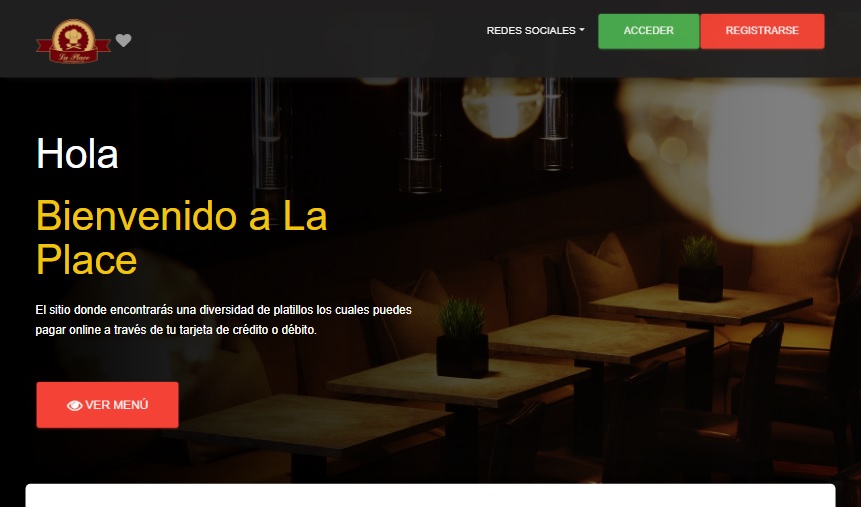 La Place
REDES SOCIALES
ACCEDER
REGISTRARSE
Hola
Bienvenido a La
Place
El sitio donde encontrarás una diversidad de platillos los cuales puedes
pagar online a través de tu tarjeta de crédito o débito.
VER MENÚ